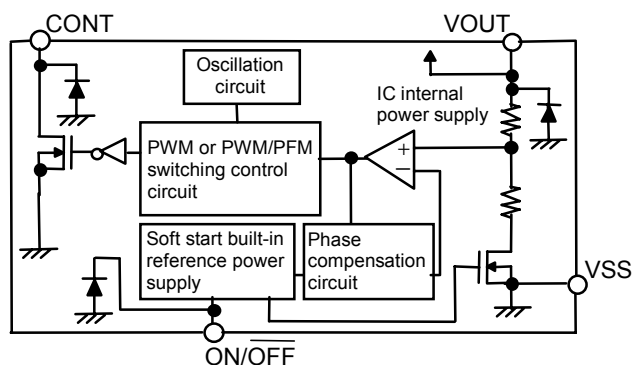 CONT
VOUT
Oscillation
circuit
IC internal
power supply
PWM or PWM/PFM
switching control
circuit
+
−
Soft start built-in
reference power
supply
Phase
compensation
circuit
VSS
ON/OFF